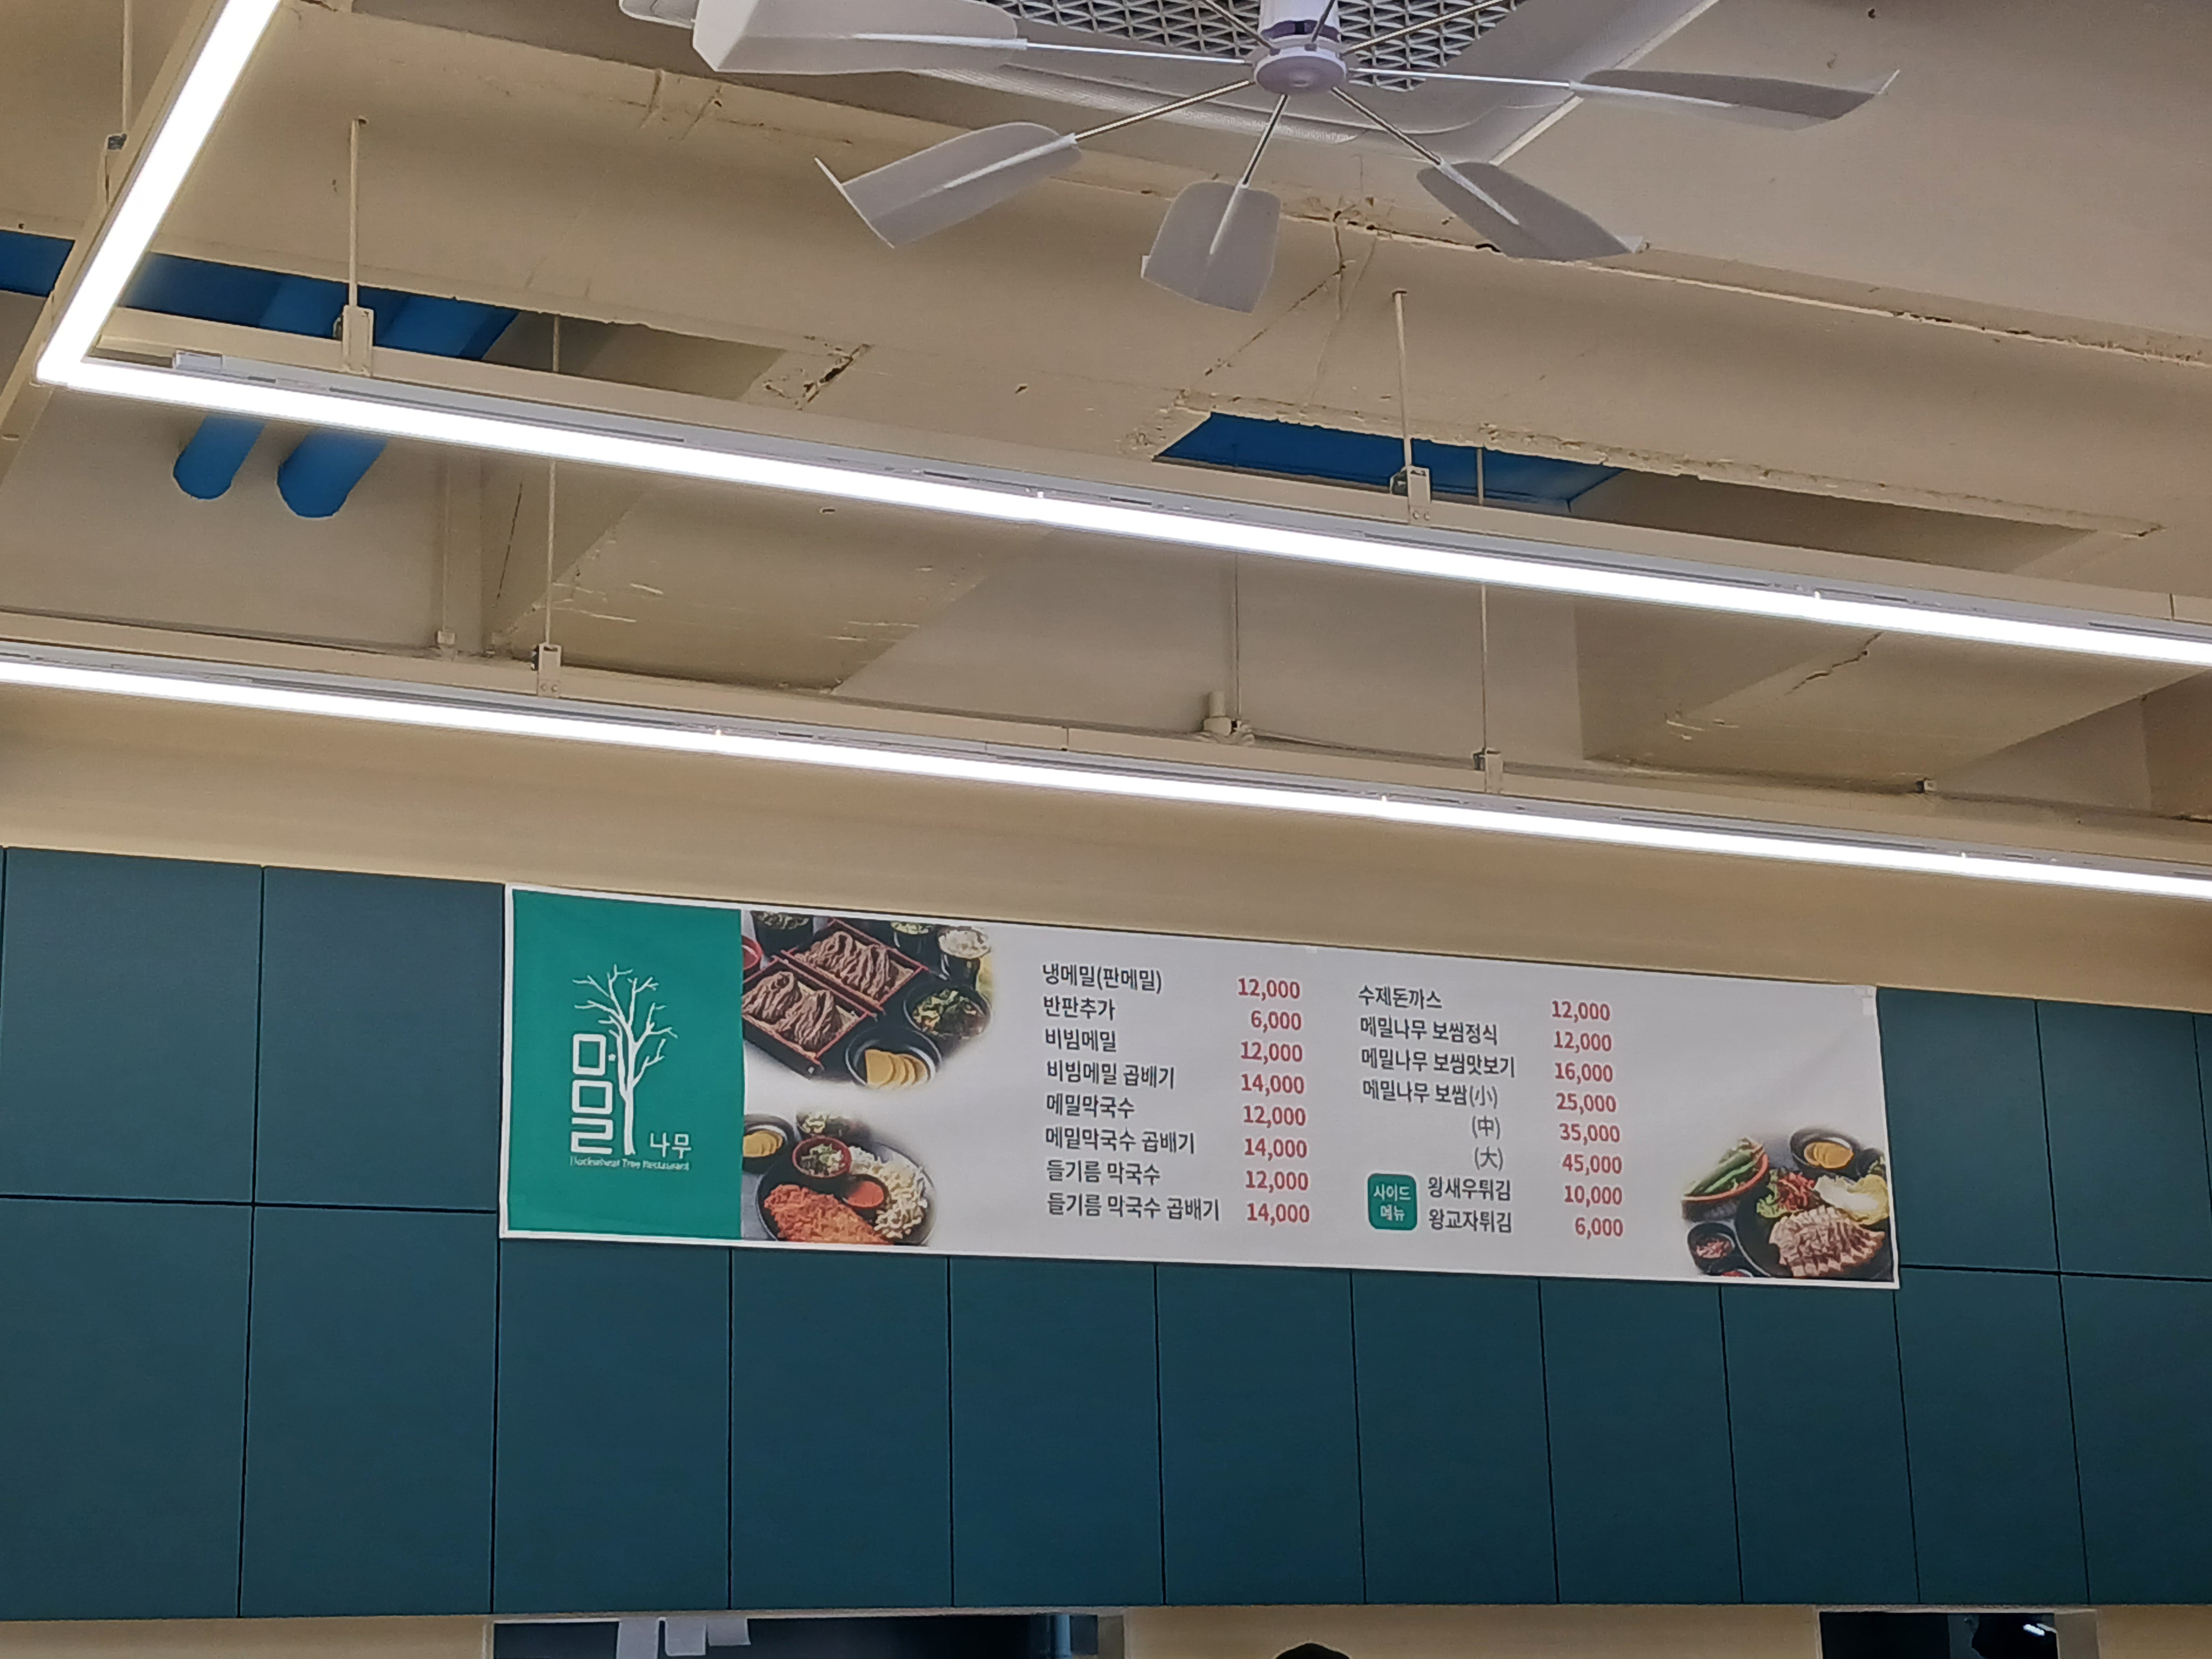 메밀
나무
Buckwheat Tree Restaurant
냉메밀(판메밀) 12,000
반판추가 6,000
비빔메밀 12,000
비빔메밀 곱배기 14,000
메밀막국수 12,000
메밀막국수 곱배기 14,000
들기름 막국수 12,000
들기름 막국수 곱배기 14,000
수제돈까스 12,000
메밀나무 보쌈정식 12,000
메밀나무 보쌈맛보기 16,000
메밀나무 보쌈(小) 25,000
(中) 35,000
(大) 45,000
사이드
메뉴
왕새우튀김 10,000
왕교자튀김 6,000